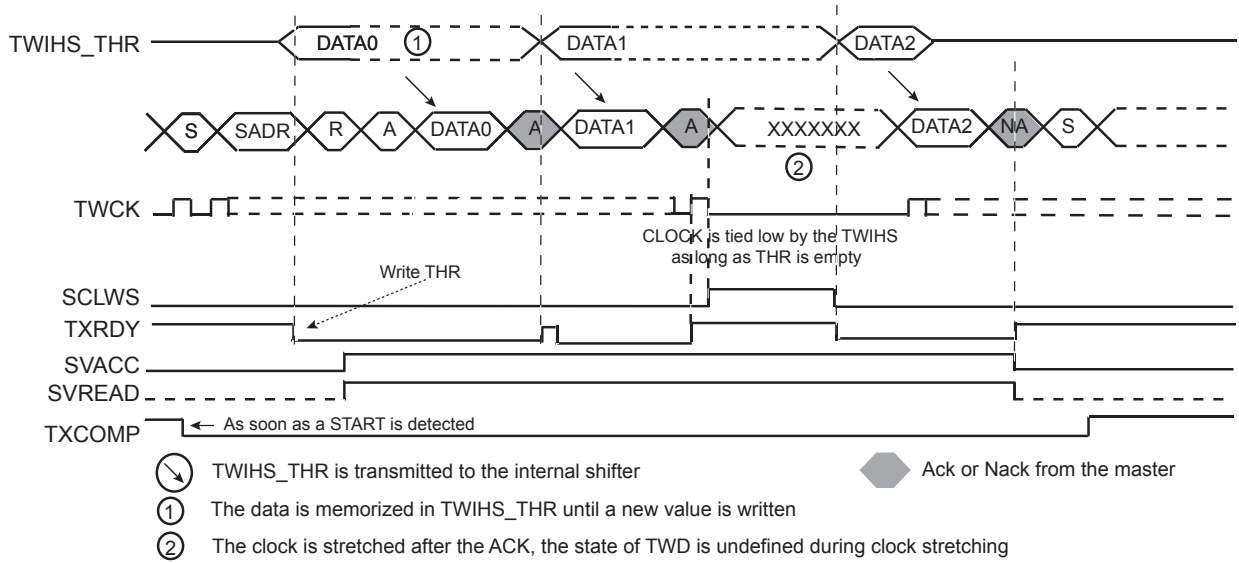 TWIHS_THR DATA0 1 DATA1 DATA2
S SADR R A DATA0 A DATA1 A XXXXXXX DATA2 NA S
2
TWCK
CLOCK is tied low by the TWIHS
as long as THR is empty
Write THR
SCLWS
TXRDY
SVACC
SVREAD
TXCOMP As soon as a START is detected
TWIHS_THR is transmitted to the internal shifter Ack or Nack from the master
1 The data is memorized in TWIHS_THR until a new value is written
2 The clock is stretched after the ACK, the state of TWD is undefined during clock stretching